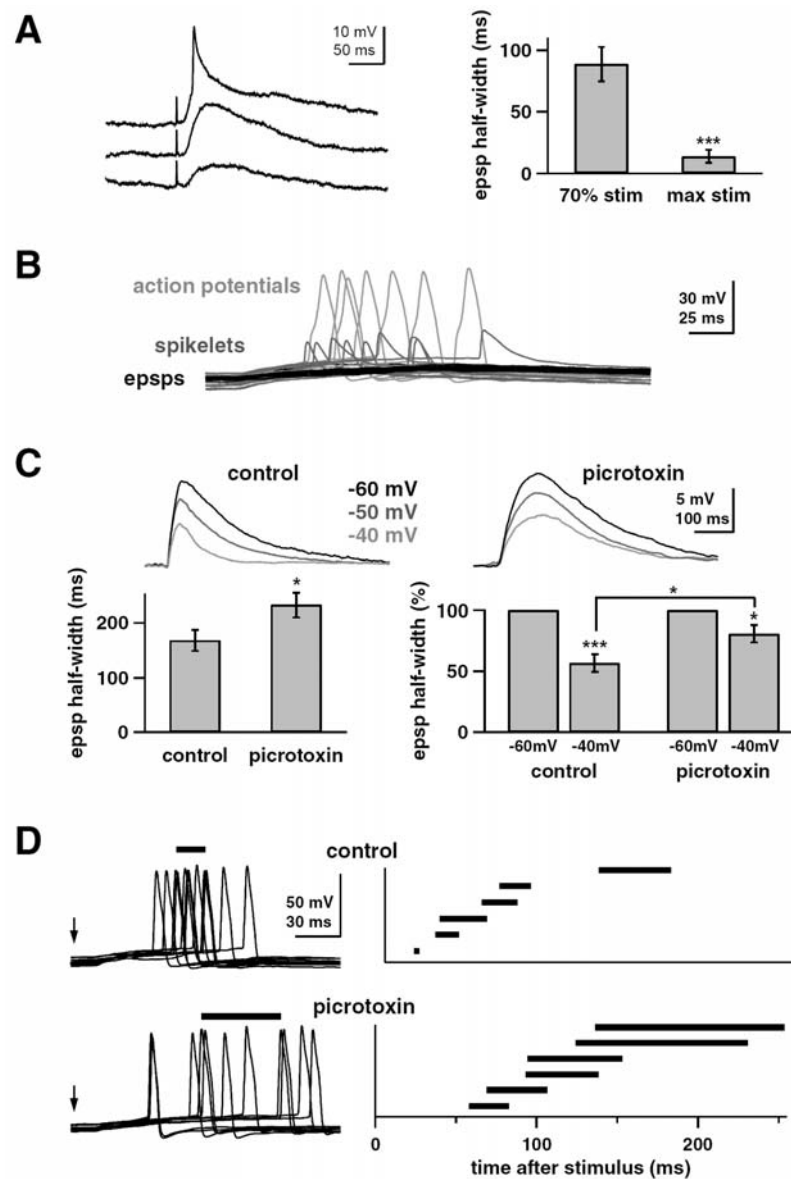 A
10 mV
50 ms
epsp half-width (ms)
100
50
0
***
70% stim
max stim
B
action potentials
spikelets
epsps
30 mV
25 ms
C
control
-60 mV
-50 mV
-40 mV
picrotoxin
5 mV
100 ms
epsp half-width (ms)
200
100
0
*
control
picrotoxin
epsp half-width (%)
100
50
0
***
*
*
-60mV
-40mV
-60mV
-40mV
control
picrotoxin
D
control
50 mV
30 ms
picrotoxin
0
100
200
time after stimulus (ms)